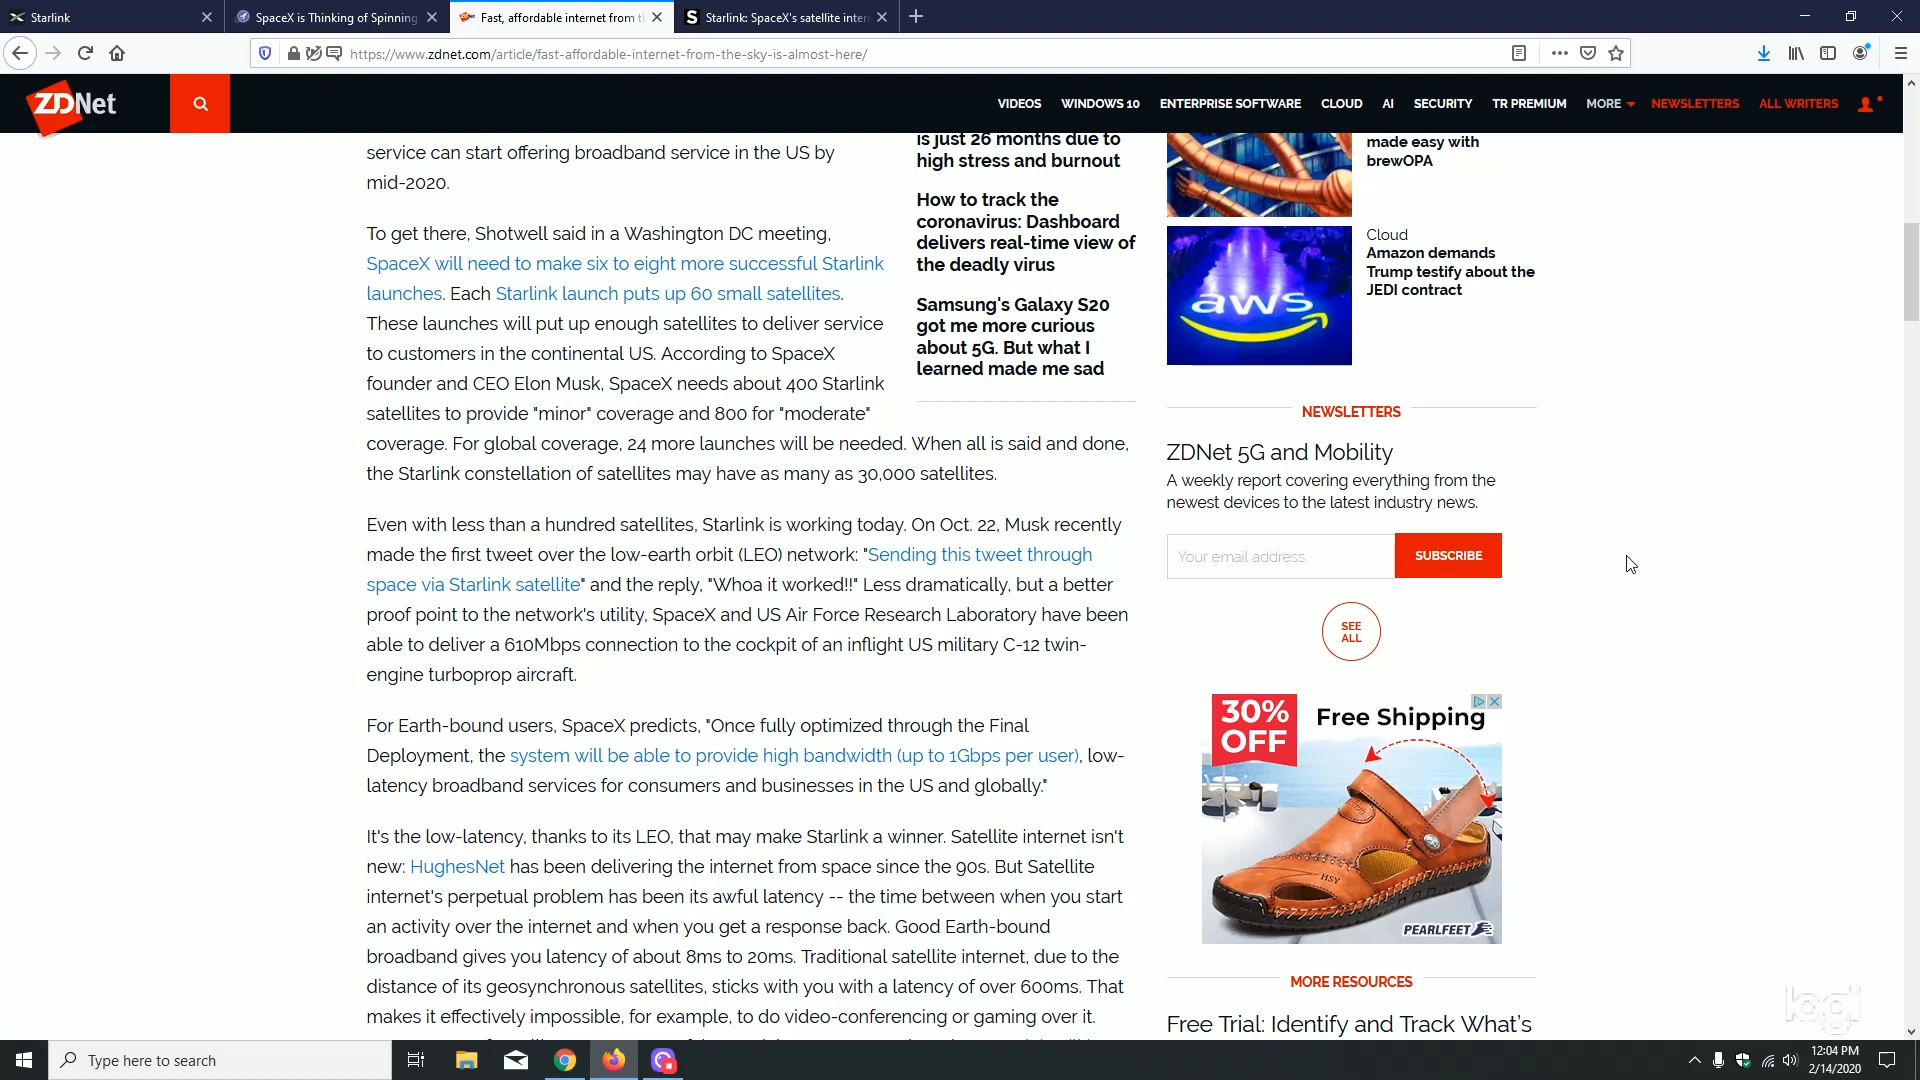 Starlink
SpaceX is Thinking of Spinning
Fast, affordable internet from t
Starlink: SpaceX's satellite inter
https://www.zdnet.com/article/fast-affordable-internet-from-the-sky-is-almost-here/
ZDNet
VIDEOS WINDOWS 10 ENTERPRISE SOFTWARE CLOUD AI SECURITY TR PREMIUM MORE NEWSLETTERS ALL WRITERS
service can start offering broadband service in the US by
mid-2020.
To get there, Shotwell said in a Washington DC meeting,
SpaceX will need to make six to eight more successful Starlink
launches. Each Starlink launch puts up 60 small satellites.
These launches will put up enough satellites to deliver service
to customers in the continental US. According to SpaceX
founder and CEO Elon Musk, SpaceX needs about 400 Starlink
satellites to provide "minor" coverage and 800 for "moderate"
coverage. For global coverage, 24 more launches will be needed. When all is said and done,
the Starlink constellation of satellites may have as many as 30,000 satellites.
Even with less than a hundred satellites, Starlink is working today. On Oct. 22, Musk recently
made the first tweet over the low-earth orbit (LEO) network: "Sending this tweet through
space via Starlink satellite" and the reply, "Whoa it worked!!" Less dramatically, but a better
proof point to the network's utility, SpaceX and US Air Force Research Laboratory have been
able to deliver a 610Mbps connection to the cockpit of an inflight US military C-12 twin-
engine turboprop aircraft.
For Earth-bound users, SpaceX predicts, "Once fully optimized through the Final
Deployment, the system will be able to provide high bandwidth (up to 1Gbps per user), low-
latency broadband services for consumers and businesses in the US and globally."
It's the low-latency, thanks to its LEO, that may make Starlink a winner. Satellite internet isn't
new: HughesNet has been delivering the internet from space since the 90s. But Satellite
internet's perpetual problem has been its awful latency -- the time between when you start
an activity over the internet and when you get a response back. Good Earth-bound
broadband gives you latency of about 8ms to 20ms. Traditional satellite internet, due to the
distance of its geosynchronous satellites, sticks with you with a latency of over 600ms. That
makes it effectively impossible, for example, to do video-conferencing or gaming over it.
is just 26 months due to
high stress and burnout
How to track the
coronavirus: Dashboard
delivers real-time view of
the deadly virus
Samsung's Galaxy S20
got me more curious
about 5G. But what I
learned made me sad
made easy with
brewOPA
aws
Cloud
Amazon demands
Trump testify about the
JEDI contract
NEWSLETTERS
ZDNet 5G and Mobility
A weekly report covering everything from the
newest devices to the latest industry news.
Your email address
SUBSCRIBE
SEE
ALL
30%
OFF
Free Shipping
HSY
PEARLFEET
MORE RESOURCES
Free Trial: Identify and Track What's
logi
Type here to search
12:04 PM
2/14/2020